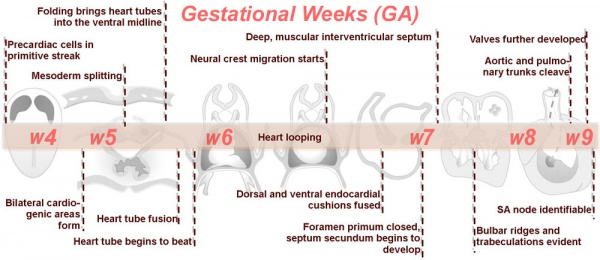 Gestational Weeks (GA)
Folding brings heart tubes
into the ventral midline
Precardiac cells in
primitive streak
Mesoderm splitting
Neural crest migration starts
Deep, muscular interventricular septum
Valves further developed
Aortic and pulmo-
nary trunks cleave
w4
w5
w6
Heart looping
w7
w8
w9
Bilateral cardio-
genic areas
form
Heart tube fusion
Heart tube begins to beat
Dorsal and ventral endocardial
cushions fused
Foramen primum closed,
septum secundum begins to
develop
SA node identifiable
Bulbar ridges and
trabeculations evident